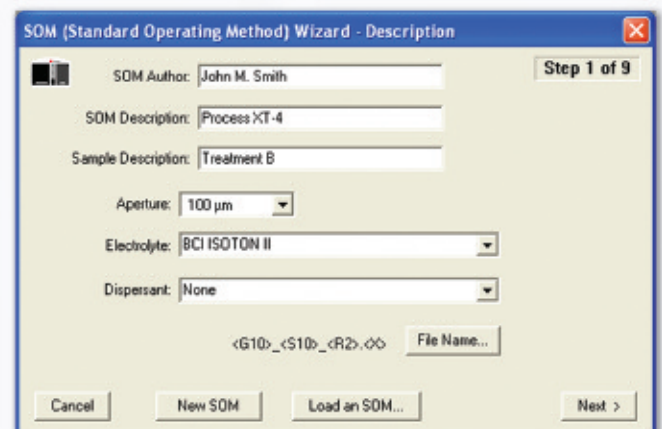 SOM (Standard Operating Method) Wizard - Description
Step 1 of 9
SOM Author: John M. Smith
SOM Description: Process XT-4
Sample Description: Treatment B
Aperture: 100 µm
Electrolyte: BCI ISOTON II
Dispersant: None
<G10>_<S10>_<R2>.<X> File Name...
Cancel New SOM Load an SOM... Next >